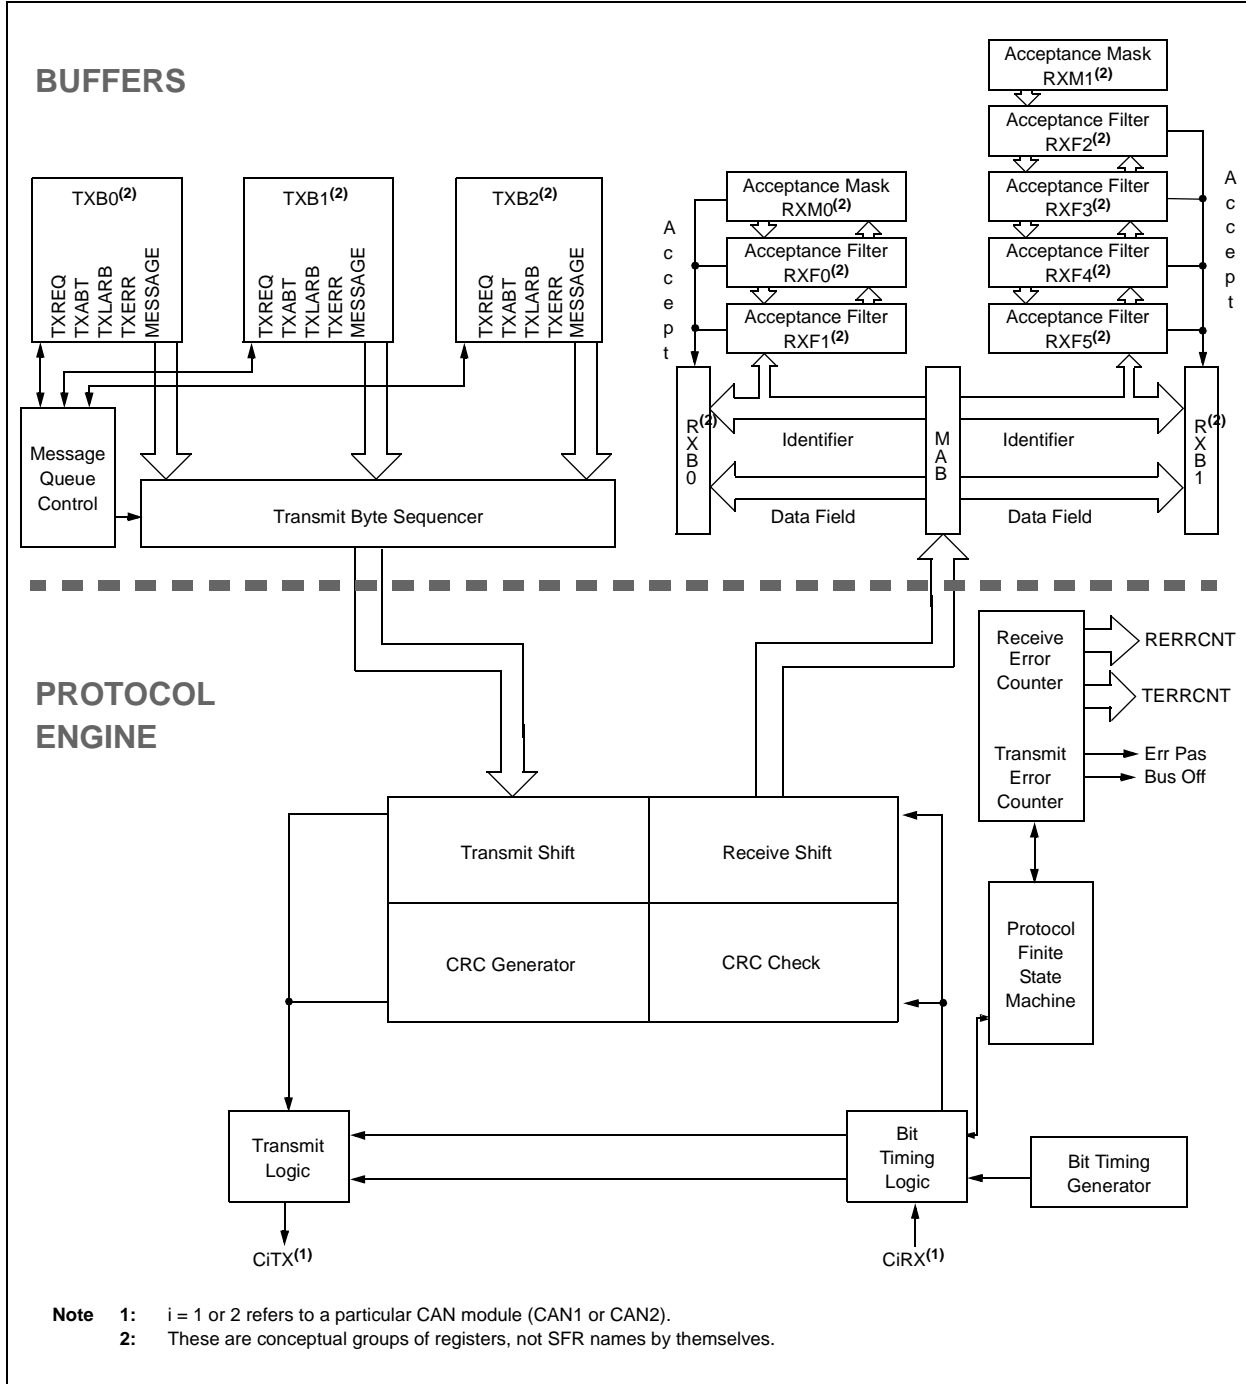 BUFFERS
Acceptance Mask
RXM1(2)
Acceptance Filter
RXF2(2)
Acceptance Filter
RXF3(2)
Acceptance Filter
RXF4(2)
Acceptance Filter
RXF5(2)
Accept
Acceptance Mask
RXM0(2)
Acceptance Filter
RXF0(2)
Acceptance Filter
RXF1(2)
Accept
TXB0(2)
TXREQ
TXABT
TXLARB
TXERR
MESSAGE
TXB1(2)
TXREQ
TXABT
TXLARB
TXERR
MESSAGE
TXB2(2)
TXREQ
TXABT
TXLARB
TXERR
MESSAGE
Message
Queue
Control
Transmit Byte Sequencer
RXB0(2)
Identifier
Data Field
MAB
Identifier
Data Field
RXB1(2)
PROTOCOL
ENGINE
Receive
Error
Counter
Transmit
Error
Counter
RERRCNT
TERRCNT
Err Pas
Bus Off
Transmit Shift
Receive Shift
CRC Generator
CRC Check
Protocol
Finite
State
Machine
Transmit
Logic
Bit
Timing
Logic
Bit Timing
Generator
CiTX(1)
CiRX(1)
Note 1: i = 1 or 2 refers to a particular CAN module (CAN1 or CAN2).
2: These are conceptual groups of registers, not SFR names by themselves.